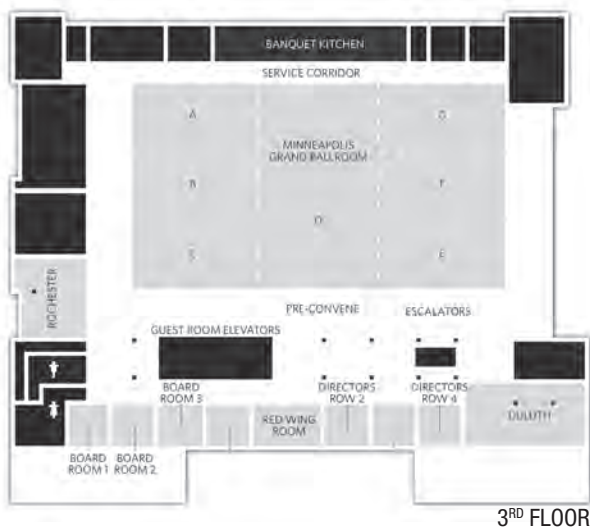 BANQUET KITCHEN
SERVICE CORRIDOR
A
G
MINNEAPOLIS
GRAND BALLROOM
B
F
D
C
E
ROCHESTER
PRE-CONVENE
ESCALATORS
GUEST ROOM ELEVATORS
BOARD
ROOM 3
DIRECTORS
ROW 2
DIRECTORS
ROW 4
RED WING
ROOM
DULUTH
BOARD
ROOM 1
BOARD
ROOM 2
3RD FLOOR